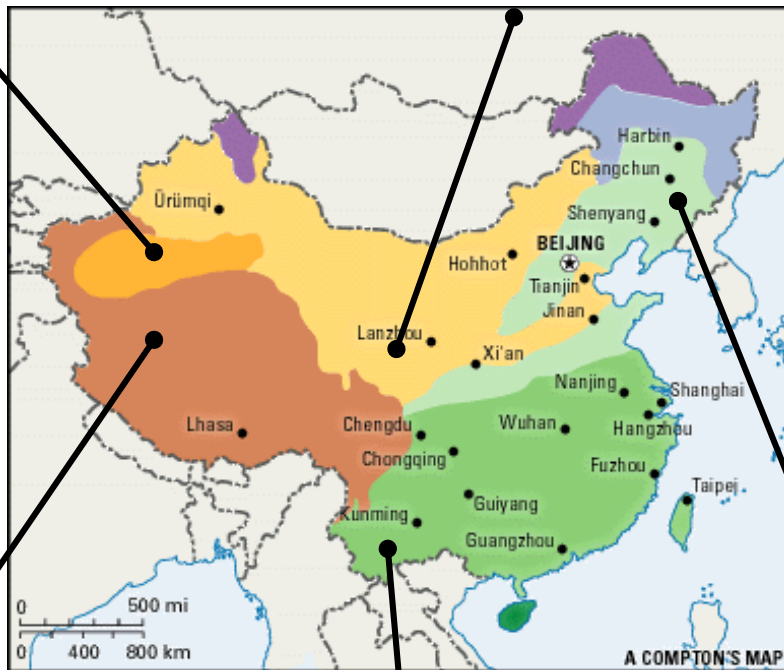 Harbin
Changchun
Ürümqi
Shenyang
BEIJING
Hohhot
Tianjin
Jinan
Lanzhou
Xi'an
Nanjing
Shanghai
Lhasa
Chengdu
Wuhan
Hangzhou
Chongqing
Fuzhou
Taipei
Guiyang
Kunming
Guangzhou
0 500 mi
0 400 800 km
A COMPTON'S MAP